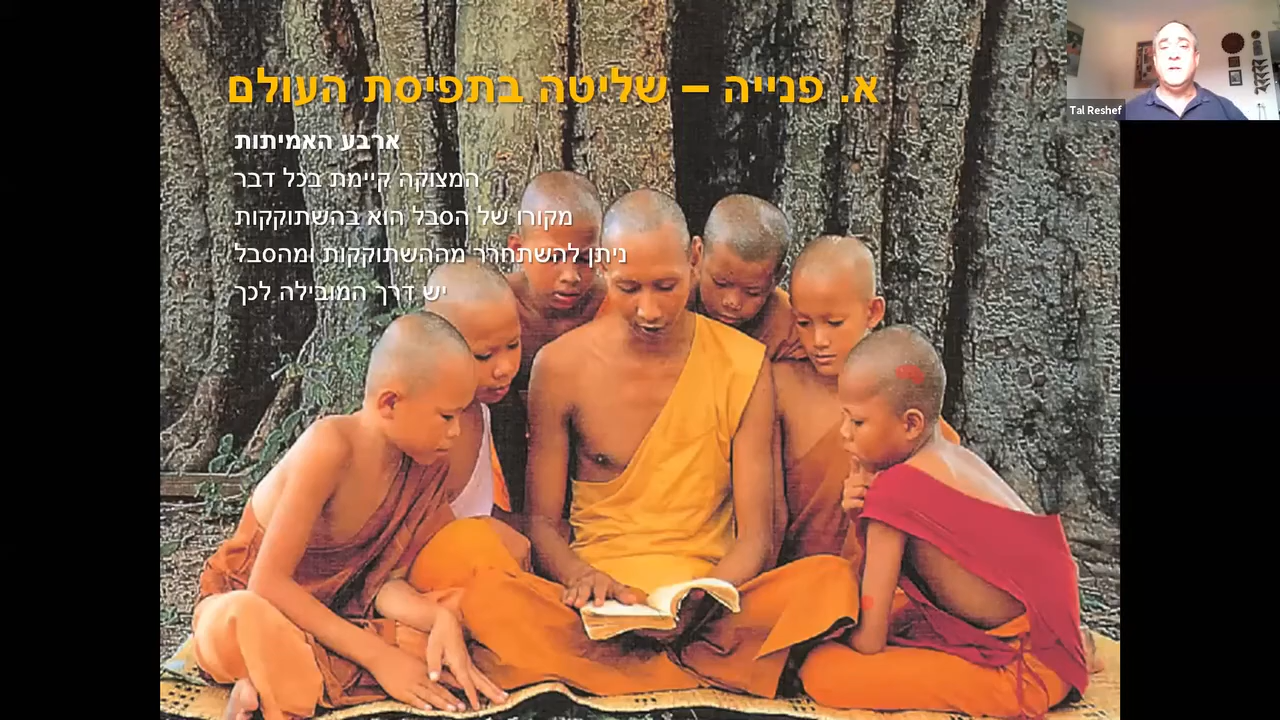 א. פנייה – שליטה בתפיסת העולם
ארבע האמיתות
המצוקה קיימת בכל דבר
מקורו של הסבל הוא בהשתוקקות
ניתן להשתחרר מההשתוקקות ומהסבל
יש דרך המובילה לכך
Tal Reshef